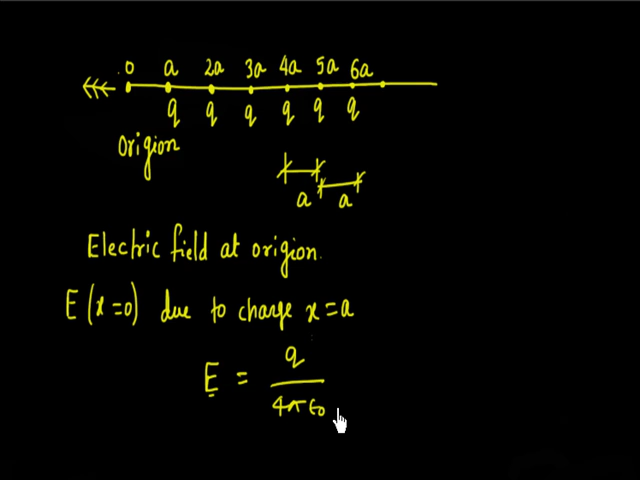 0 a 2a 3a 4a 5a 6a
q q q q q q
Origion
a a
Electric field at origion.
E (x=0) due to charge x=a
E = q / 4πϵ0